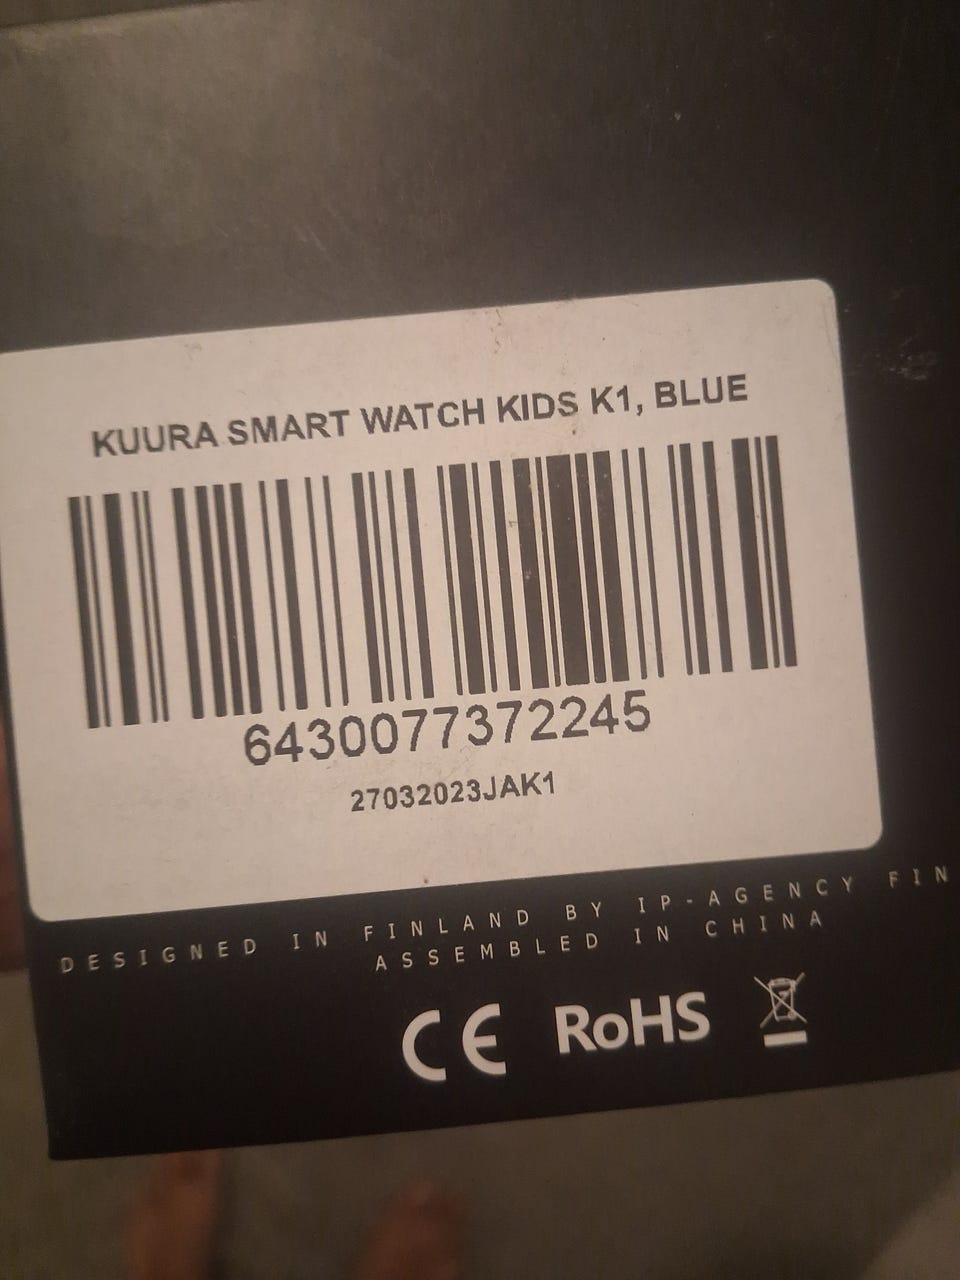 KUURA SMART WATCH KIDS K1, BLUE
6430077372245
27032023JAK1
DESIGNED IN FINLAND BY IP-AGENCY FIN
ASSEMBLED IN CHINA
CE RoHS